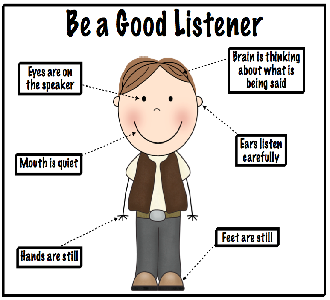 Be a Good Listener
Eyes are on
the speaker
Brain is thinking
about what is
being said
Mouth is quiet
Ears listen
carefully
Hands are still
Feet are still